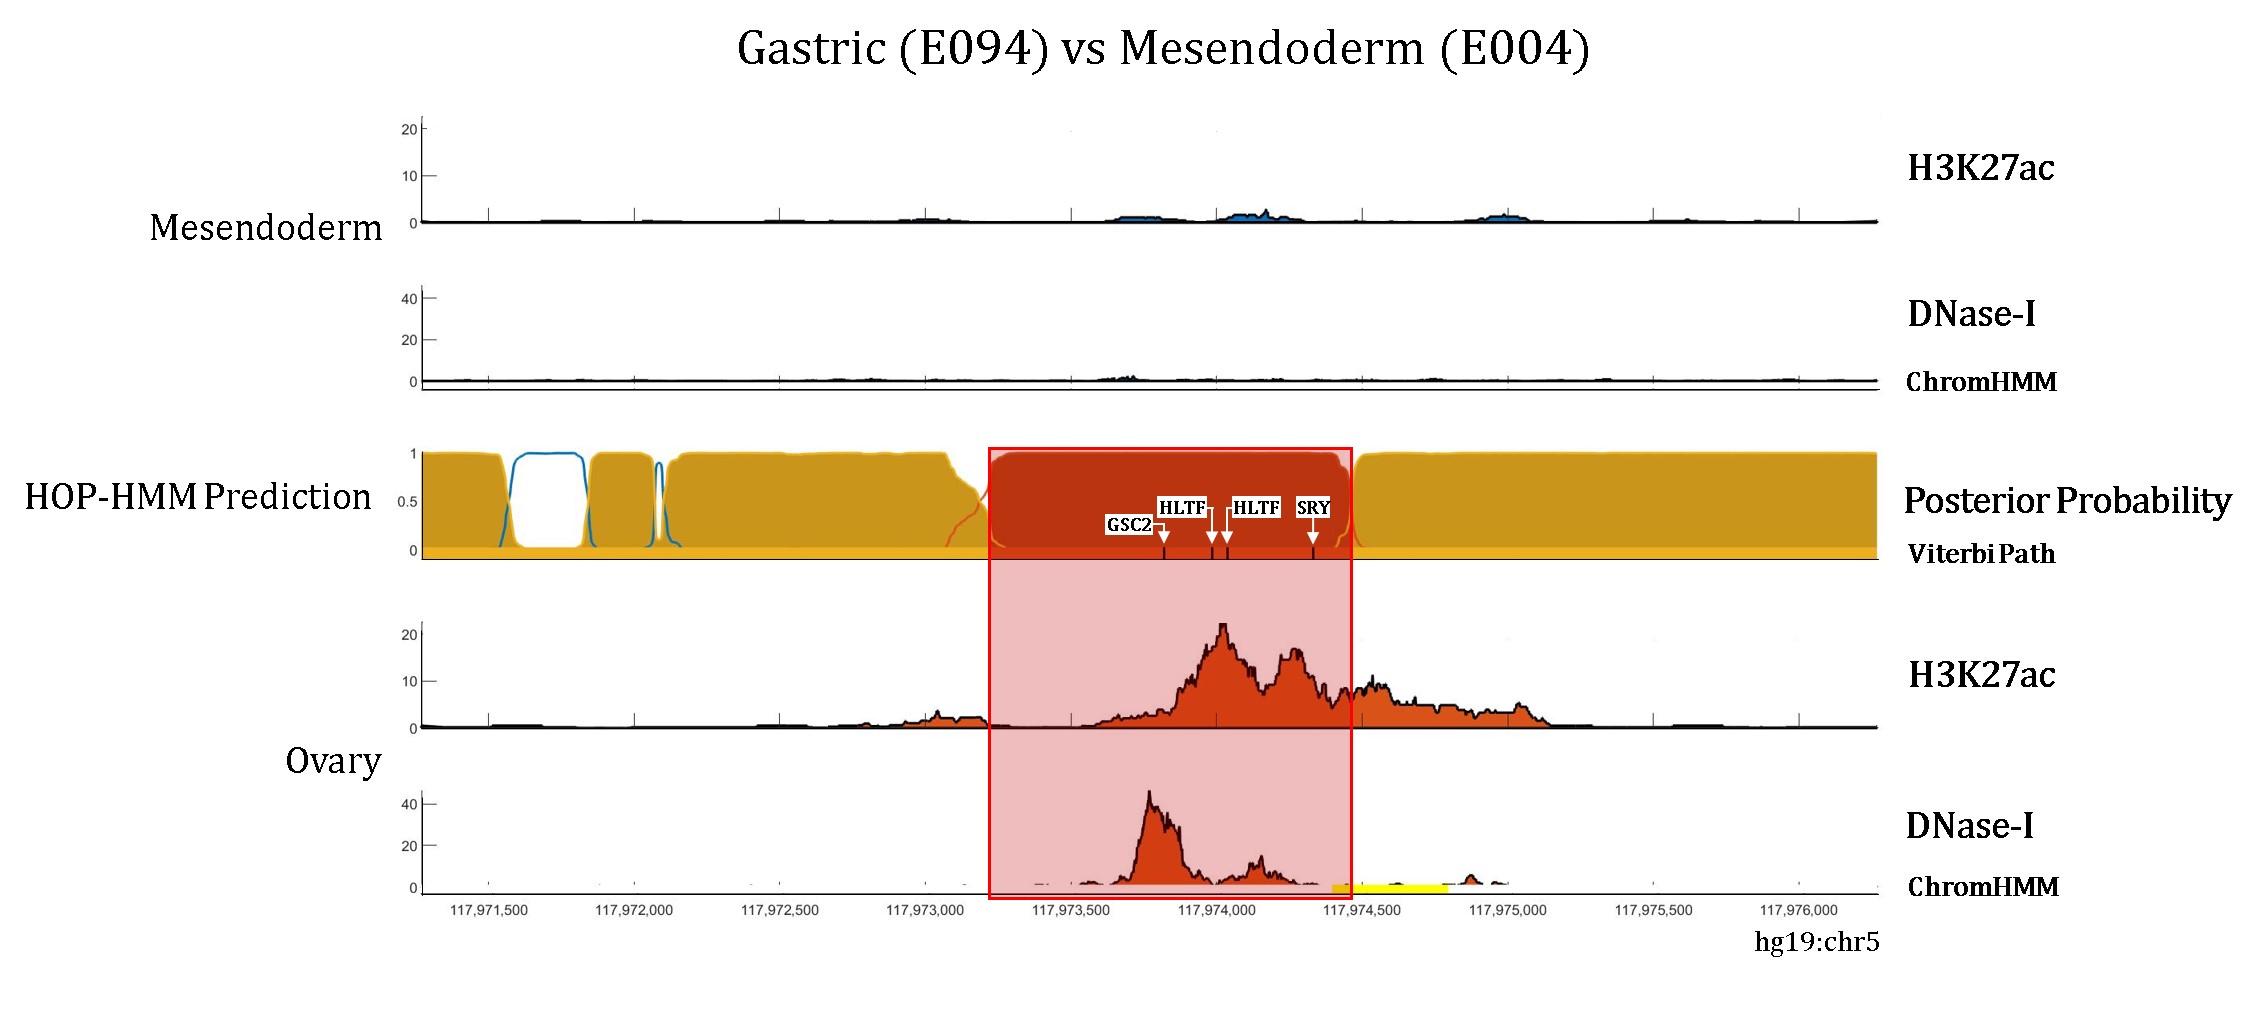 Gastric (E094) vs Mesendoderm (E004)
20
10
0
H3K27ac
Mesendoderm
40
20
0
DNase-I
ChromHMM
HOP-HMM Prediction
1
0.5
0
GSC2
HLTF
HLTF
SRY
Posterior Probability
Viterbi Path
20
10
0
H3K27ac
Ovary
40
20
0
DNase-I
ChromHMM
117,971,500 117,972,000 117,972,500 117,973,000 117,973,500 117,974,000 117,974,500 117,975,000 117,975,500 117,976,000
hg19:chr5